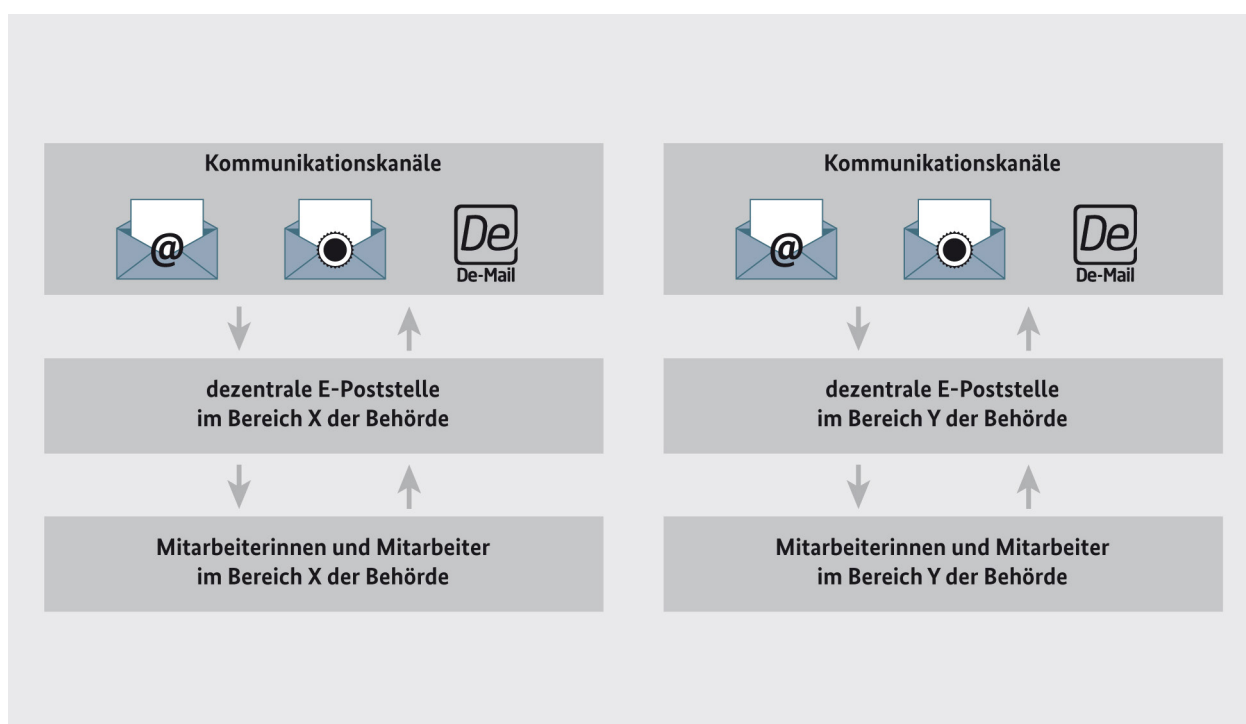 Kommunikationskanäle
@
De
De-Mail
dezentrale E-Poststelle
im Bereich X der Behörde
Mitarbeiterinnen und Mitarbeiter
im Bereich X der Behörde
Kommunikationskanäle
@
De
De-Mail
dezentrale E-Poststelle
im Bereich Y der Behörde
Mitarbeiterinnen und Mitarbeiter
im Bereich Y der Behörde